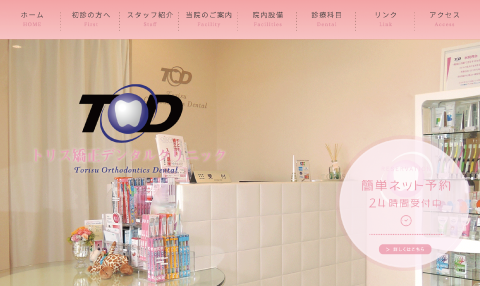 ホーム 初診の方へ スタッフ紹介 当院のご案内 院内設備 診療科目 リンク アクセス
HOME First Staff Facility Facilities Dental Link Access
TOD
トリス矯正デンタルクリニック
Torisu Orthodontics Dental
簡単ネット予約
24時間受付中
詳しくはこちら